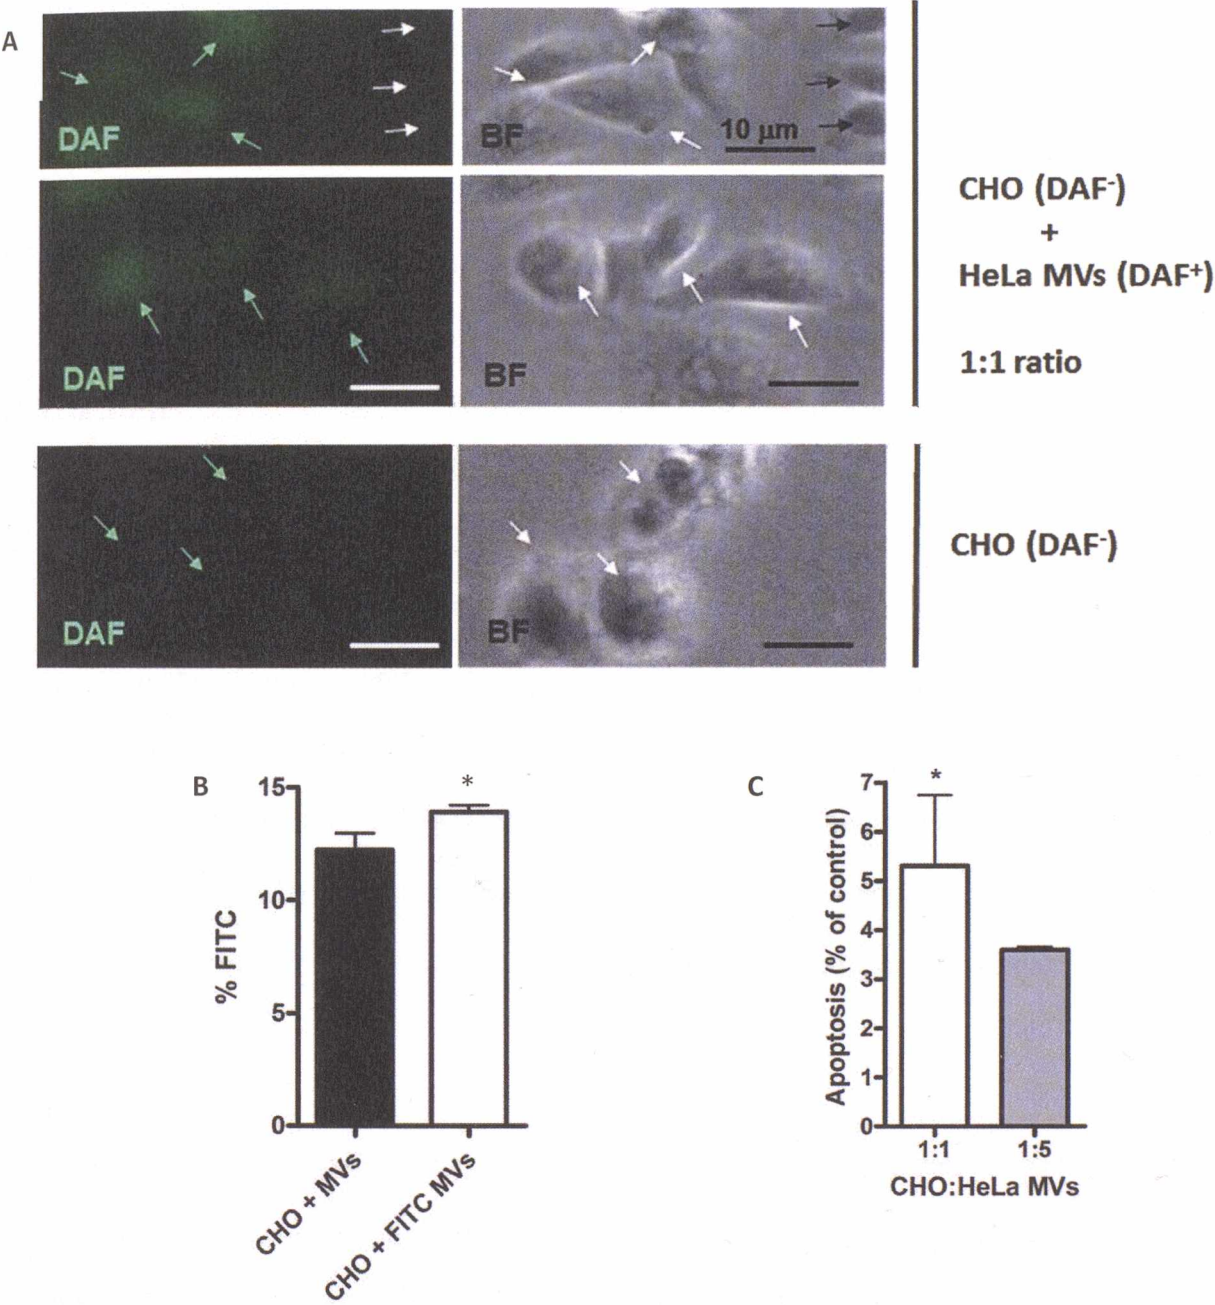 A
DAF
BF
10 µm
CHO (DAF-)
+
HeLa MVs (DAF+)
1:1 ratio
DAF
BF
DAF
BF
CHO (DAF-)
B
15
10
5
0
% FITC
*
CHO + MVs
CHO + FITC MVs
C
7
6
5
4
3
2
1
0
Apoptosis (% of control)
*
1:1
1:5
CHO:HeLa MVs